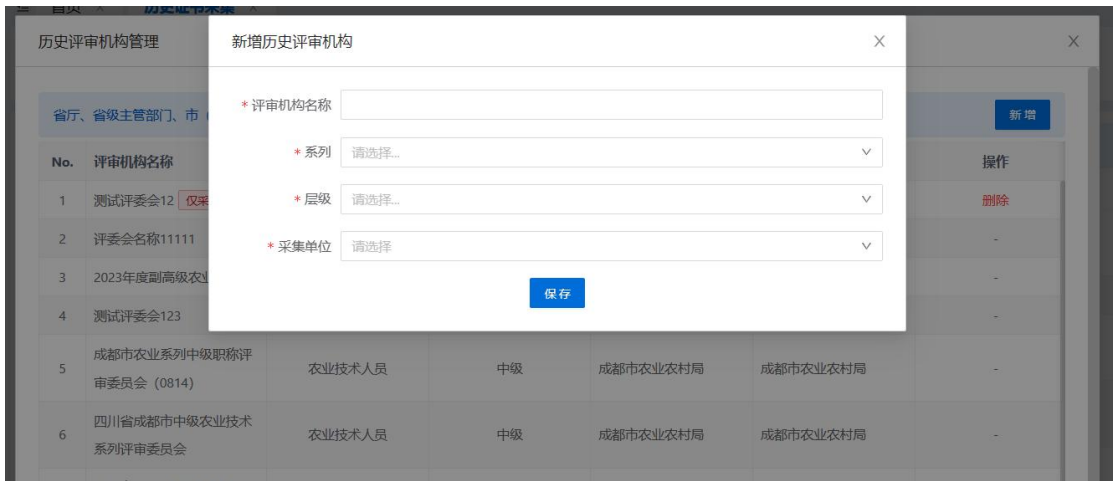 首页 × 历史证书采集 ×
历史评审机构管理
新增历史评审机构
省厅、省级主管部门、市
新增
* 评审机构名称
* 系列 请选择...
* 层级 请选择...
* 采集单位 请选择
保存
No. 评审机构名称 操作
1 测试评委会12 仅采 删除
2 评委会名称11111 -
3 2023年度副高级农业 -
4 测试评委会123 -
5 成都市农业系列中级职称评 农业技术人员 中级 成都市农业农村局 成都市农业农村局 -
审委员会（0814）
6 四川省成都市中级农业技术 农业技术人员 中级 成都市农业农村局 成都市农业农村局 -
系列评审委员会